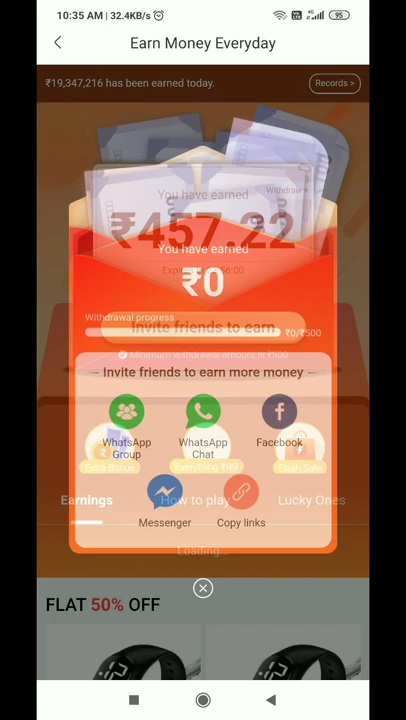 10:35 AM | 32.4KB/s
4G
95
Earn Money Everyday
₹19,347,216 has been earned today.
Records >
You have earned
Withdraw >
₹457.22
You have earned
₹0
Withdrawal progress
Invite friends to earn
₹0/₹500
Minimum withdrawal amount is ₹500
Invite friends to earn more money
WhatsApp
Group
WhatsApp
Chat
Facebook
Extra Bonus
Everything ₹99
Flash Sale
Messenger
Copy links
Earnings
How to play
Lucky Ones
Loading...
FLAT 50% OFF